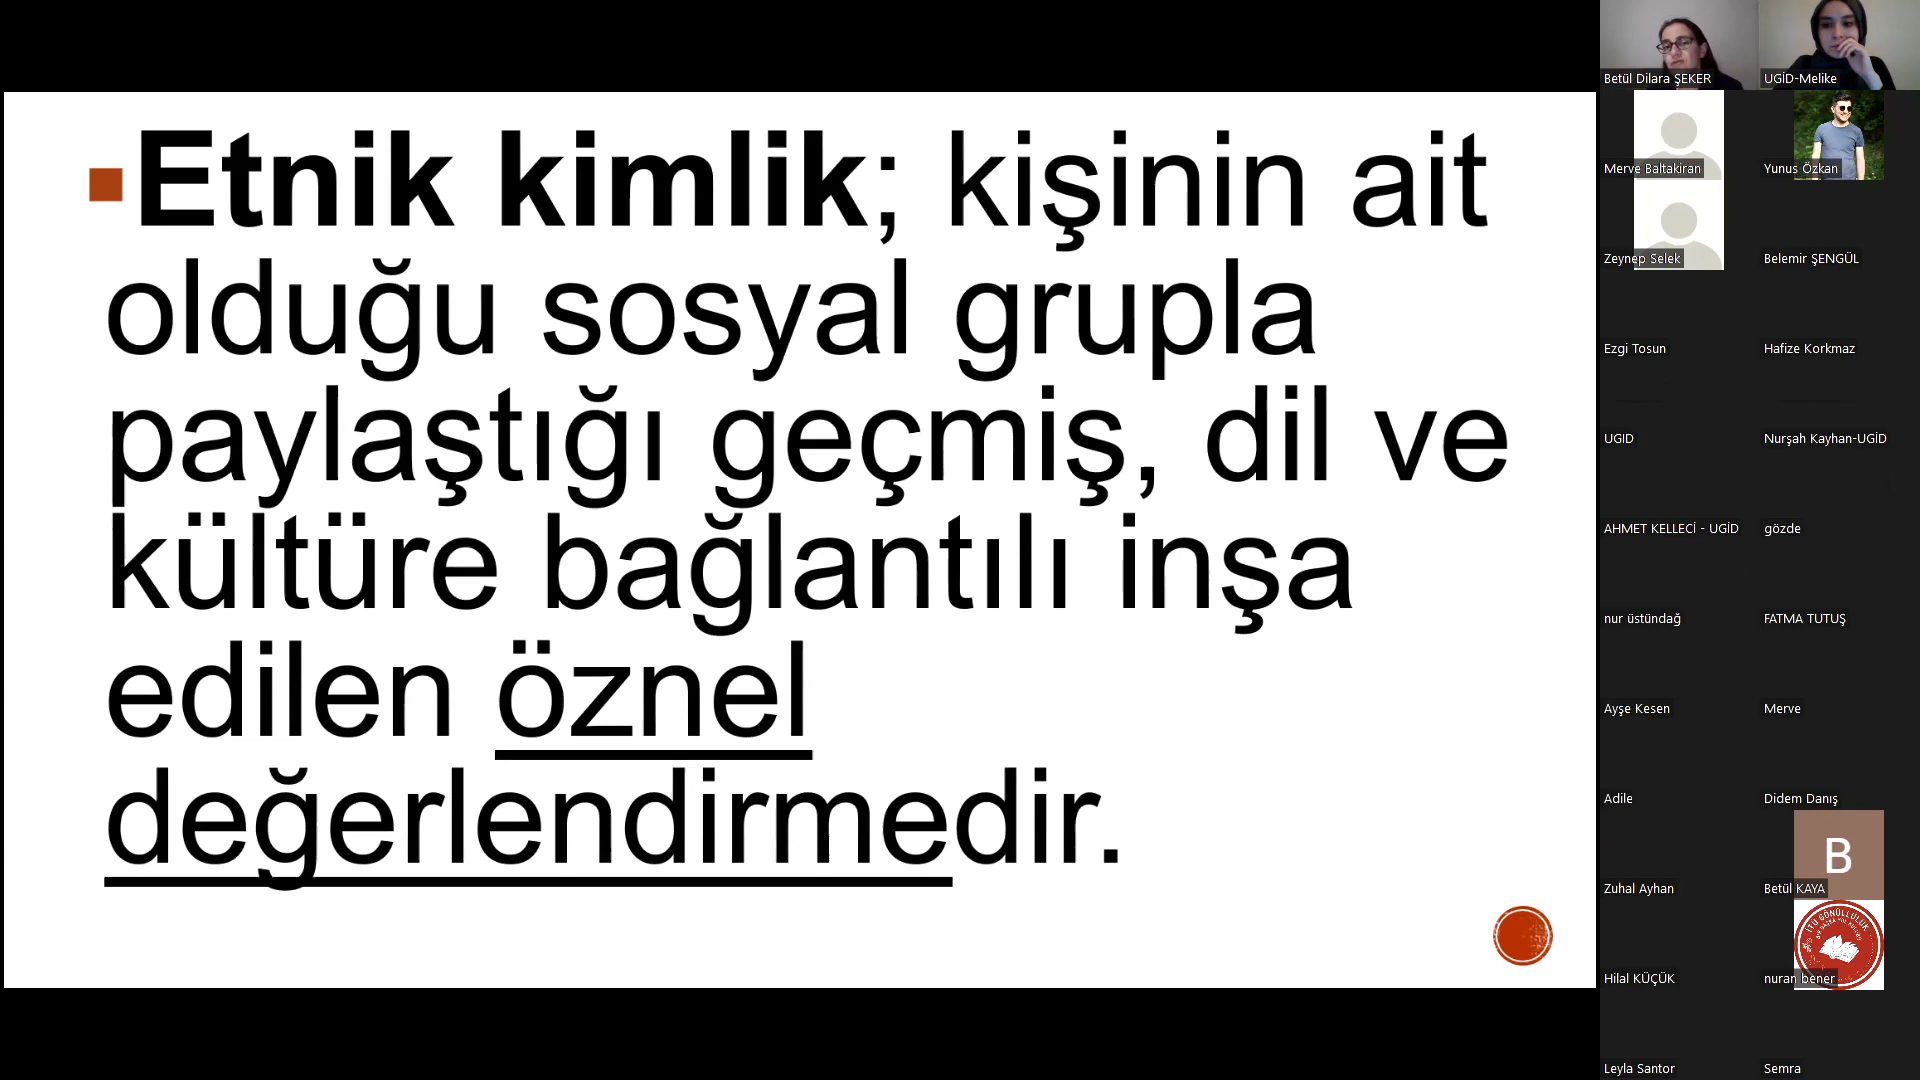 Etnik kimlik; kişinin ait
olduğu sosyal grupla
paylaştığı geçmiş, dil ve
kültüre bağlantılı inşa
edilen öznel
değerlendirmedir.
Betül Dilara ŞEKER
UGİD-Melike
Merve Baltakiran
Yunus Özkan
Zeynep Selek
Belemir ŞENGÜL
Ezgi Tosun
Hafize Korkmaz
UGID
Nurşah Kayhan-UGİD
AHMET KELLECİ - UGİD
gözde
nur üstündağ
FATMA TUTUŞ
Ayşe Kesen
Merve
Adile
Didem Danış
B
Zuhal Ayhan
Betül KAYA
İTÜ GÖNÜLLÜLÜK
Hilal KÜÇÜK
nuran bener
Leyla Santor
Semra